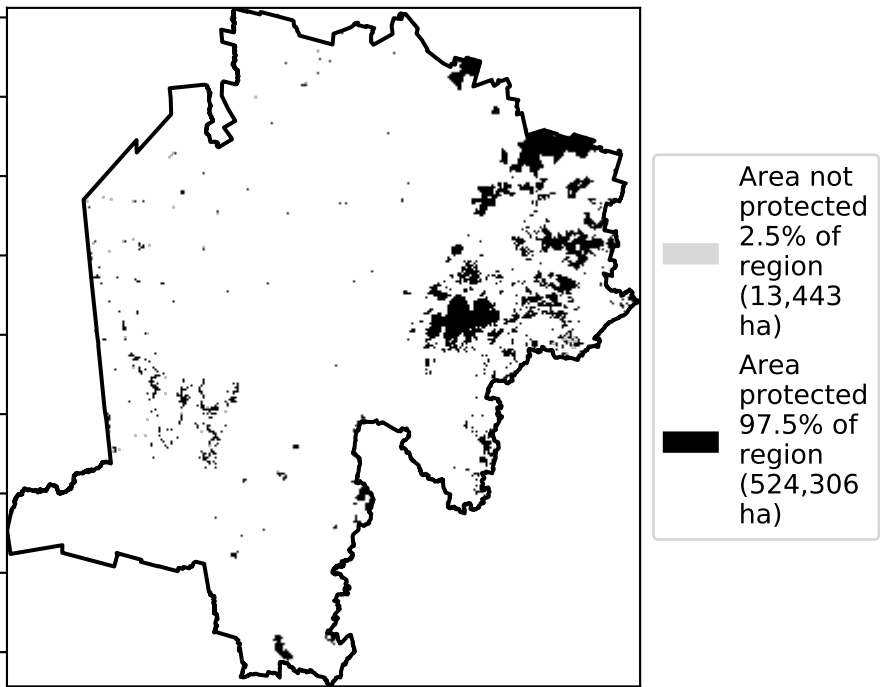 Area not
protected
2.5% of
region
(13,443
ha)
Area
protected
97.5% of
region
(524,306
ha)